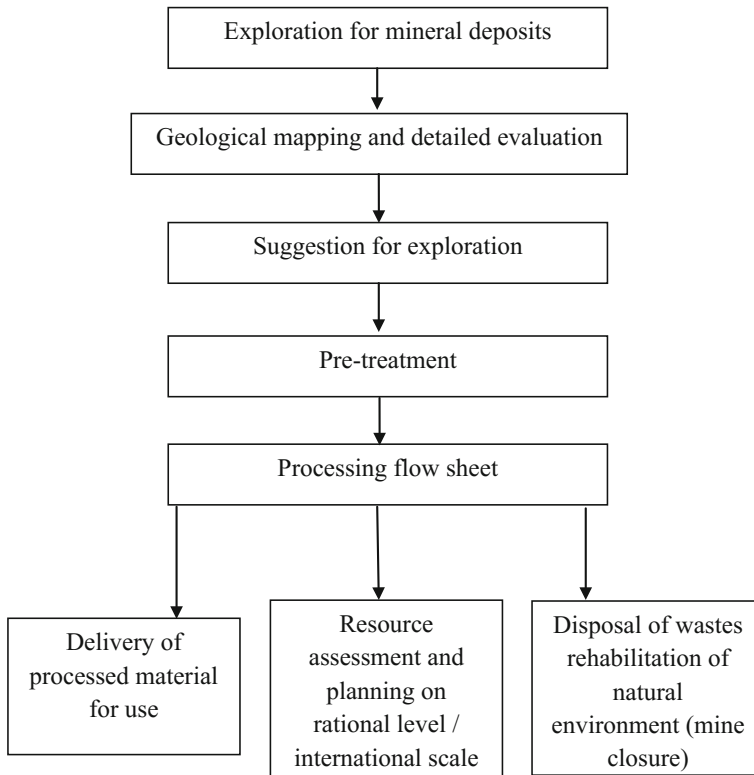 Exploration for mineral deposits
Geological mapping and detailed evaluation
Suggestion for exploration
Pre-treatment
Processing flow sheet
Delivery of
processed material
for use
Resource
assessment and
planning on
rational level /
international scale
Disposal of wastes
rehabilitation of
natural
environment (mine
closure)